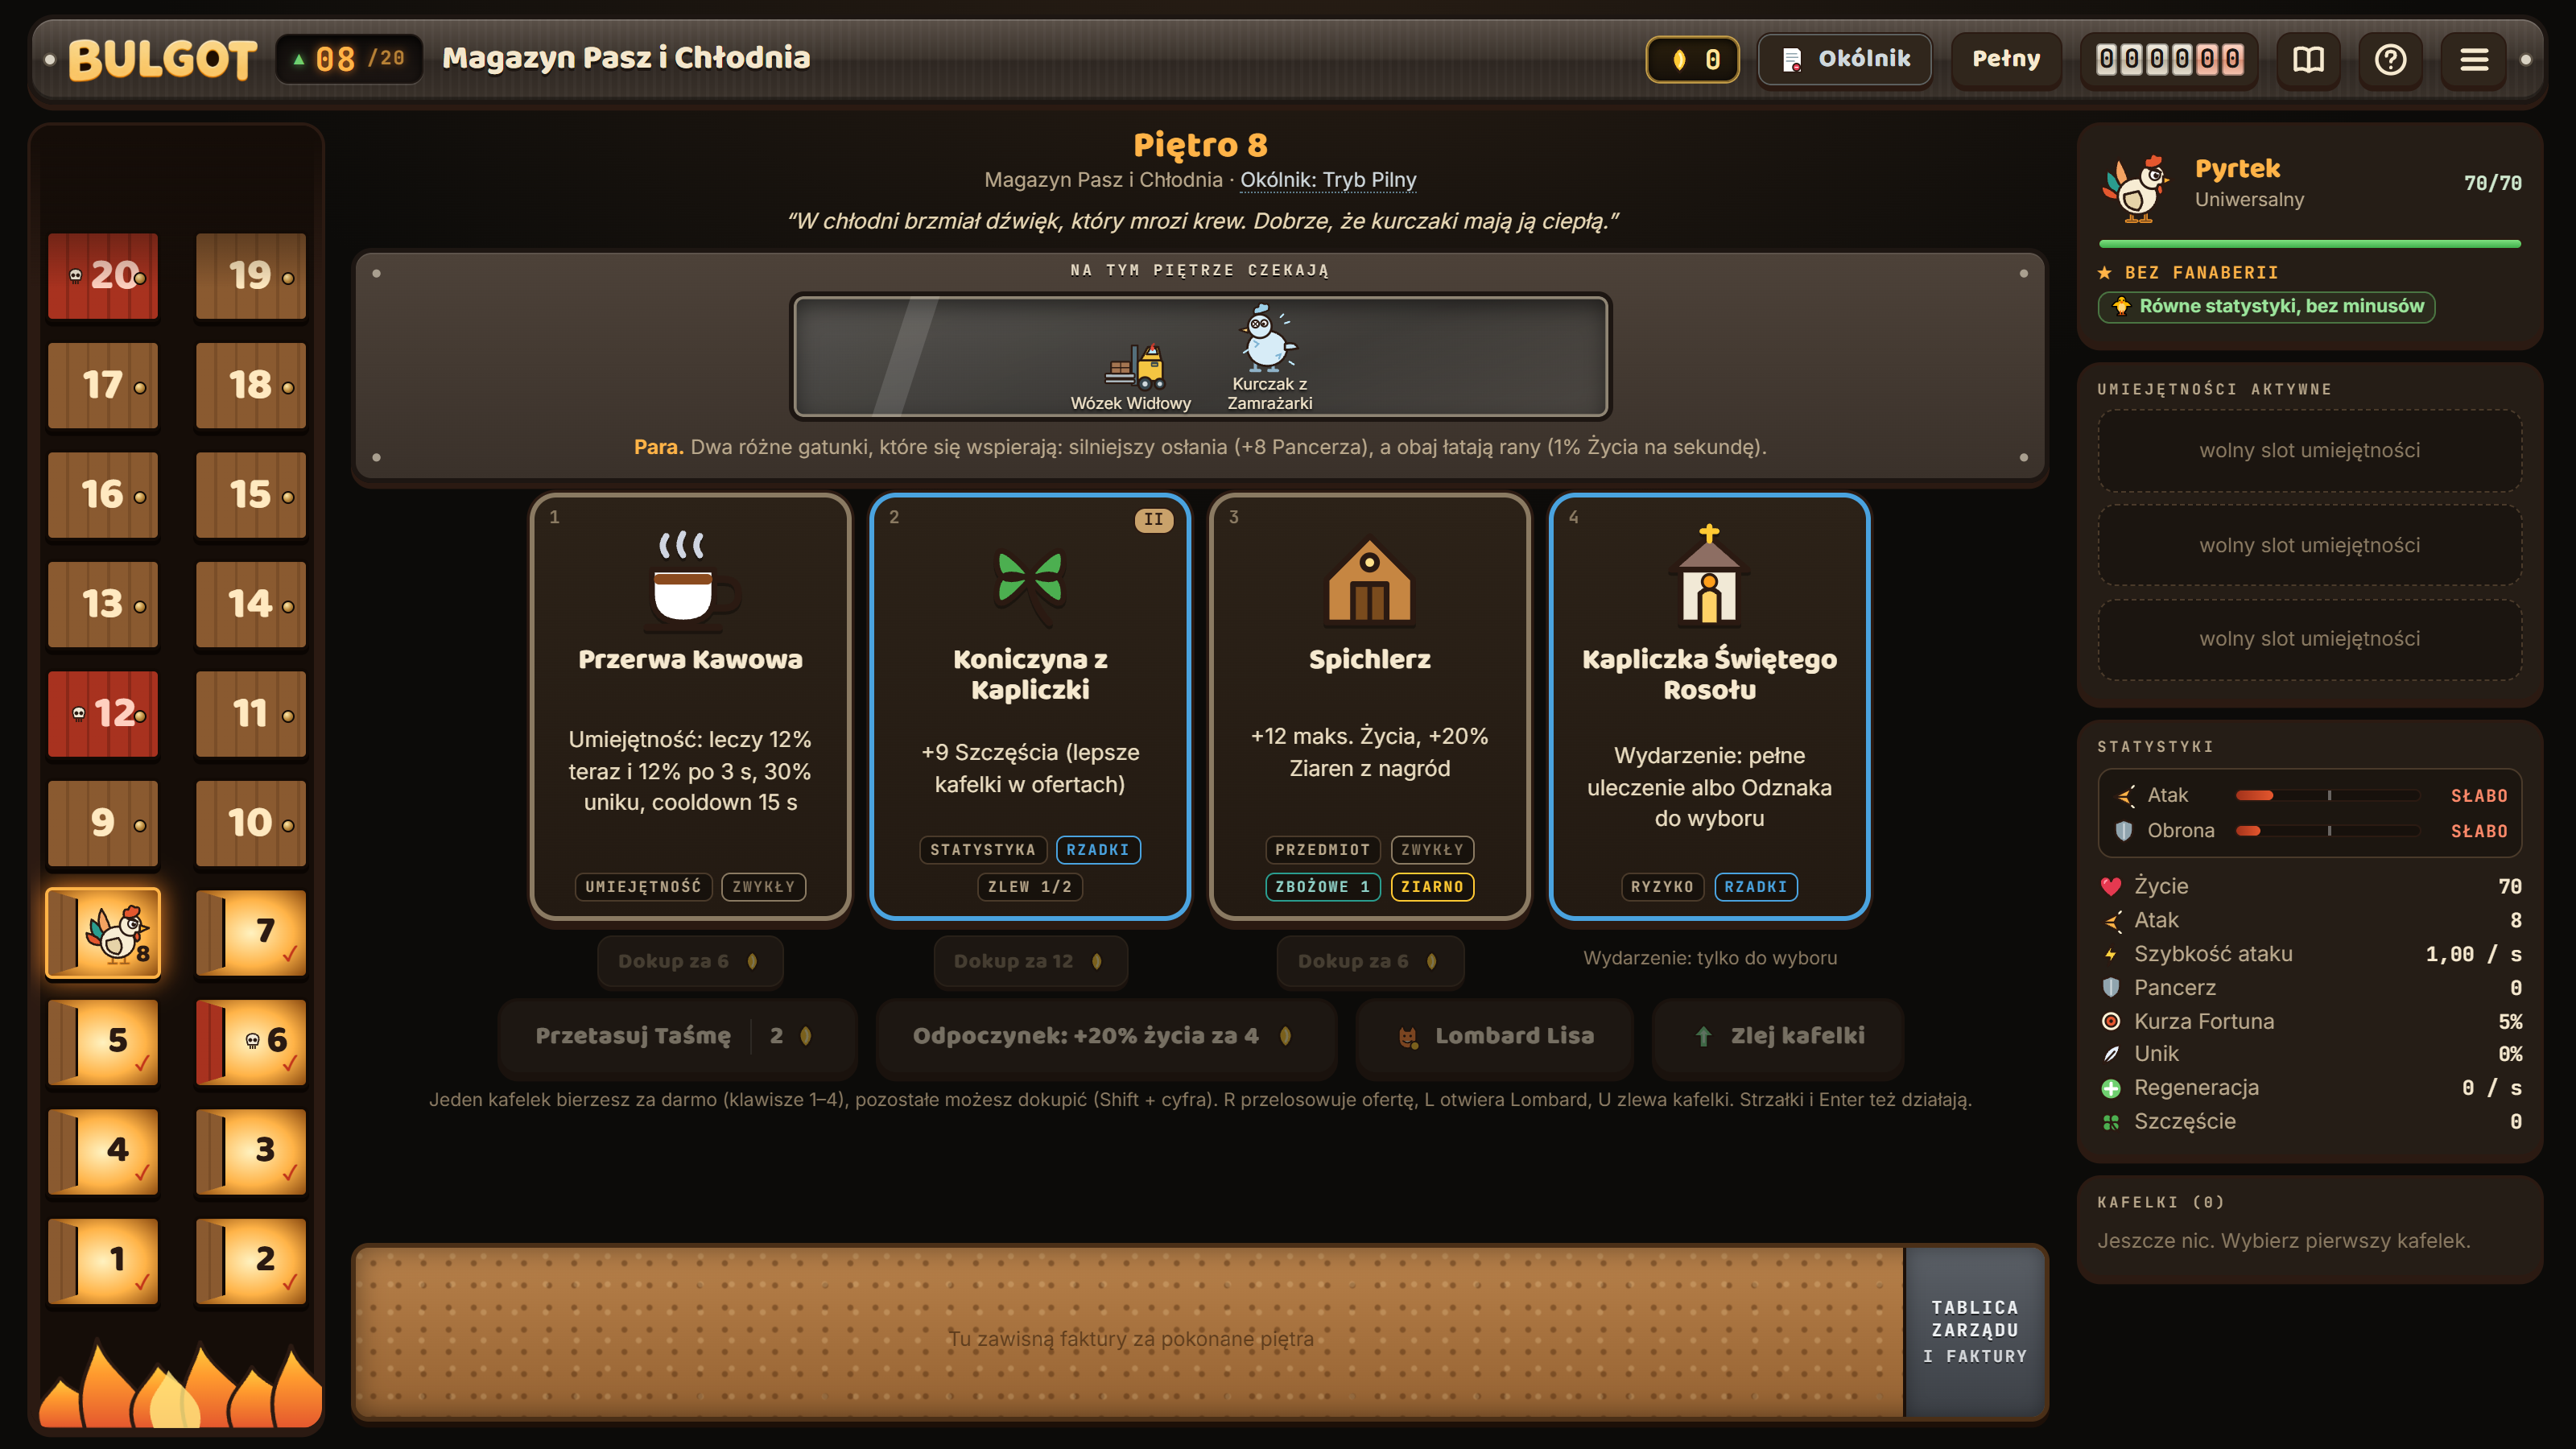 BULGOT
▲ 08 /20
Magazyn Pasz i Chłodnia
0
Okólnik
Pełny
000000
20
19
17
18
16
15
13
14
12
11
9
10
8
7
5
6
4
3
1
2
Piętro 8
Magazyn Pasz i Chłodnia · Okólnik: Tryb Pilny
“W chłodni brzmiał dźwięk, który mrozi krew. Dobrze, że kurczaki mają ją ciepłą.”
NA TYM PIĘTRZE CZEKAJĄ
Wózek Widłowy
Kurczak z
Zamrażarki
Para. Dwa różne gatunki, które się wspierają: silniejszy osłania (+8 Pancerza), a obaj łatają rany (1% Życia na sekundę).
1
Przerwa Kawowa
Umiejętność: leczy 12%
teraz i 12% po 3 s, 30%
uniku, cooldown 15 s
UMIEJĘTNOŚĆ ZWYKŁY
Dokup za 6
2
II
Koniczyna z
Kapliczki
+9 Szczęścia (lepsze
kafelki w ofertach)
STATYSTYKA RZADKI
ZLEW 1/2
Dokup za 12
3
Spichlerz
+12 maks. Życia, +20%
Ziaren z nagród
PRZEDMIOT ZWYKŁY
ZBOŻOWE 1 ZIARNO
Dokup za 6
4
Kapliczka Świętego
Rosołu
Wydarzenie: pełne
uleczenie albo Odznaka
do wyboru
RYZYKO RZADKI
Wydarzenie: tylko do wyboru
Przetasuj Taśmę 2
Odpoczynek: +20% życia za 4
Lombard Lisa
Zlej kafelki
Jeden kafelek bierzesz za darmo (klawisze 1–4), pozostałe możesz dokupić (Shift + cyfra). R przelosowuje ofertę, L otwiera Lombard, U zlewa kafelki. Strzałki i Enter też działają.
Tu zawisną faktury za pokonane piętra
TABLICA
ZARZĄDU
I FAKTURY
Pyrtek
Uniwersalny
70/70
★ BEZ FANABERII
Równe statystyki, bez minusów
UMIEJĘTNOŚCI AKTYWNE
wolny slot umiejętności
wolny slot umiejętności
wolny slot umiejętności
STATYSTYKI
Atak SŁABO
Obrona SŁABO
Życie 70
Atak 8
Szybkość ataku 1,00 / s
Pancerz 0
Kurza Fortuna 5%
Unik 0%
Regeneracja 0 / s
Szczęście 0
KAFELKI (0)
Jeszcze nic. Wybierz pierwszy kafelek.